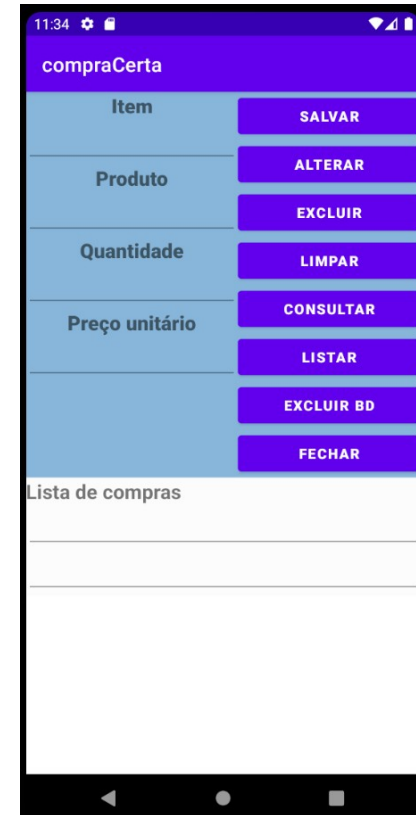 11:34
compraCerta
Item
SALVAR
Produto
ALTERAR
EXCLUIR
Quantidade
LIMPAR
Preço unitário
CONSULTAR
LISTAR
EXCLUIR BD
FECHAR
Lista de compras